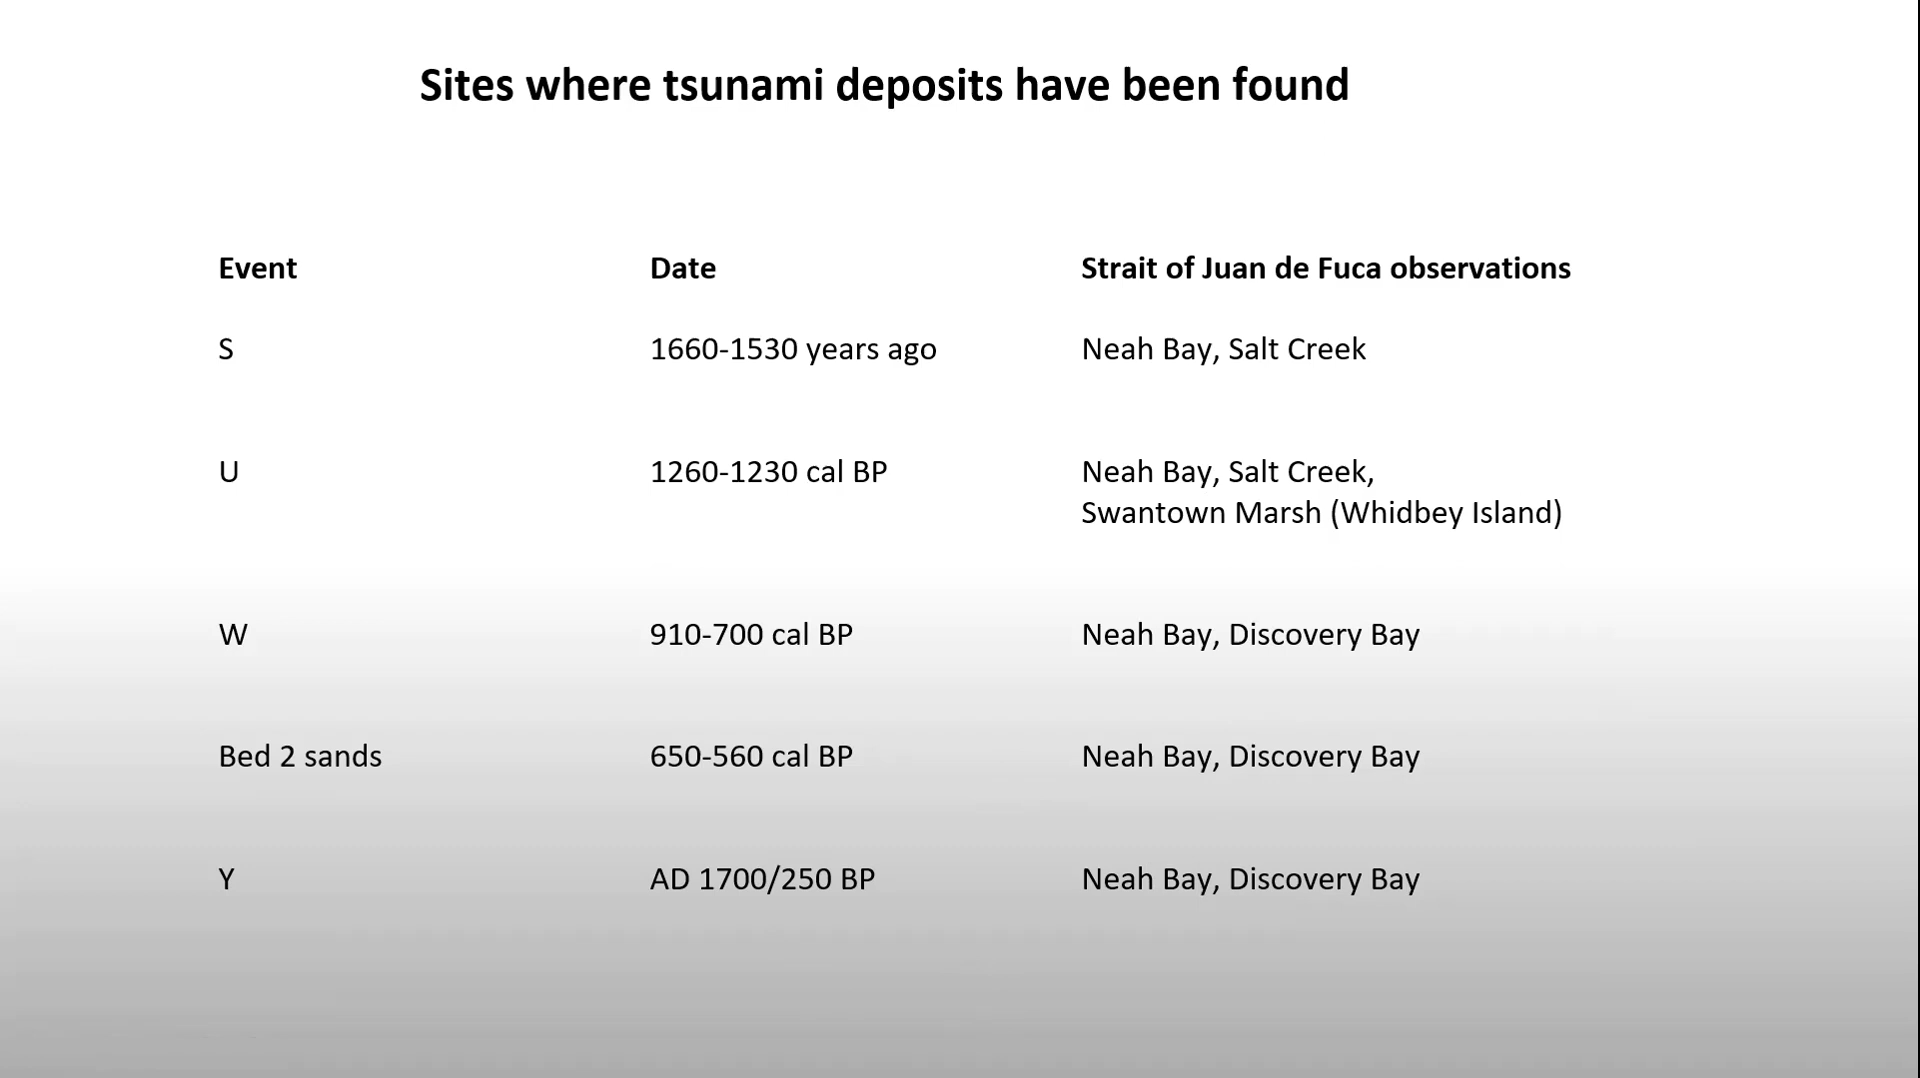 Sites where tsunami deposits have been found
Event Date Strait of Juan de Fuca observations
S 1660-1530 years ago Neah Bay, Salt Creek
U 1260-1230 cal BP Neah Bay, Salt Creek,
Swantown Marsh (Whidbey Island)
W 910-700 cal BP Neah Bay, Discovery Bay
Bed 2 sands 650-560 cal BP Neah Bay, Discovery Bay
Y AD 1700/250 BP Neah Bay, Discovery Bay